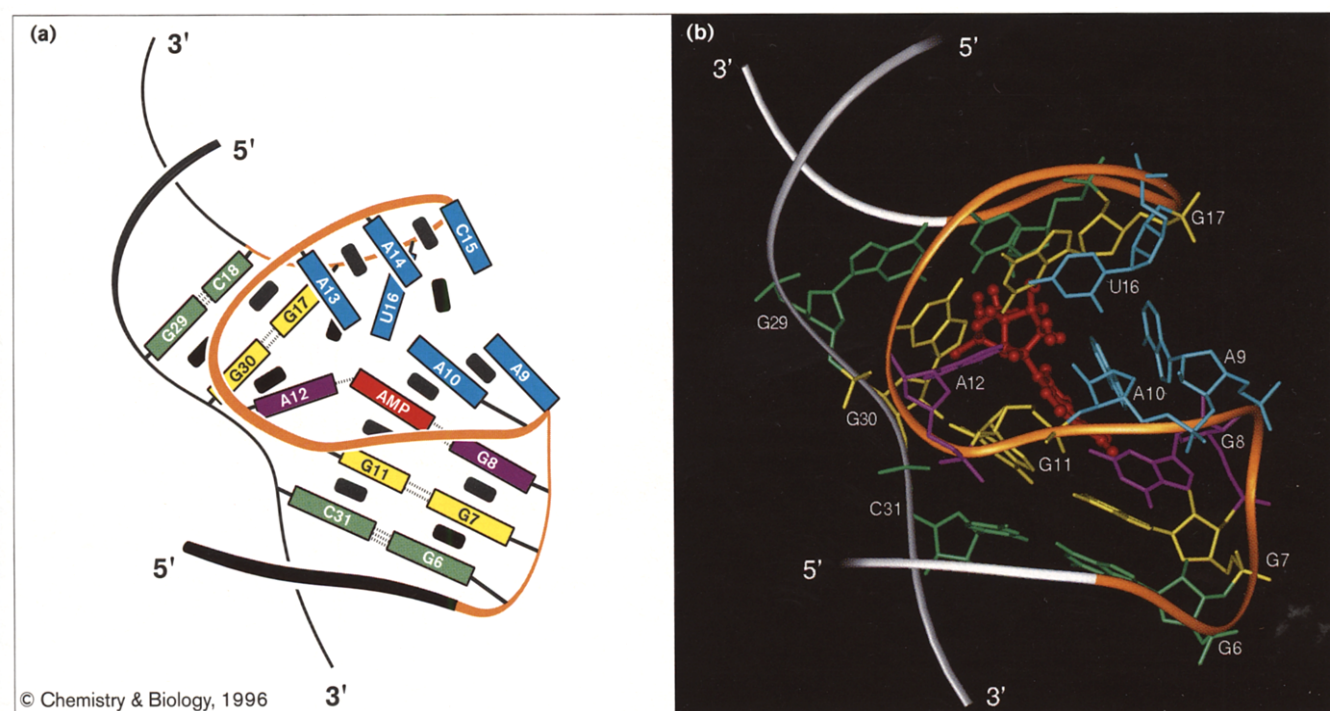 (a)
3'
5'
C18
G29
G17
G30
A13
A14
U16
C15
A12
AMP
A10
A9
G8
G11
G7
C31
G6
5'
3'
© Chemistry & Biology, 1996
(b)
5'
3'
G17
U16
G29
A9
A12
A10
G30
G8
G11
C31
5'
G7
G6
3'